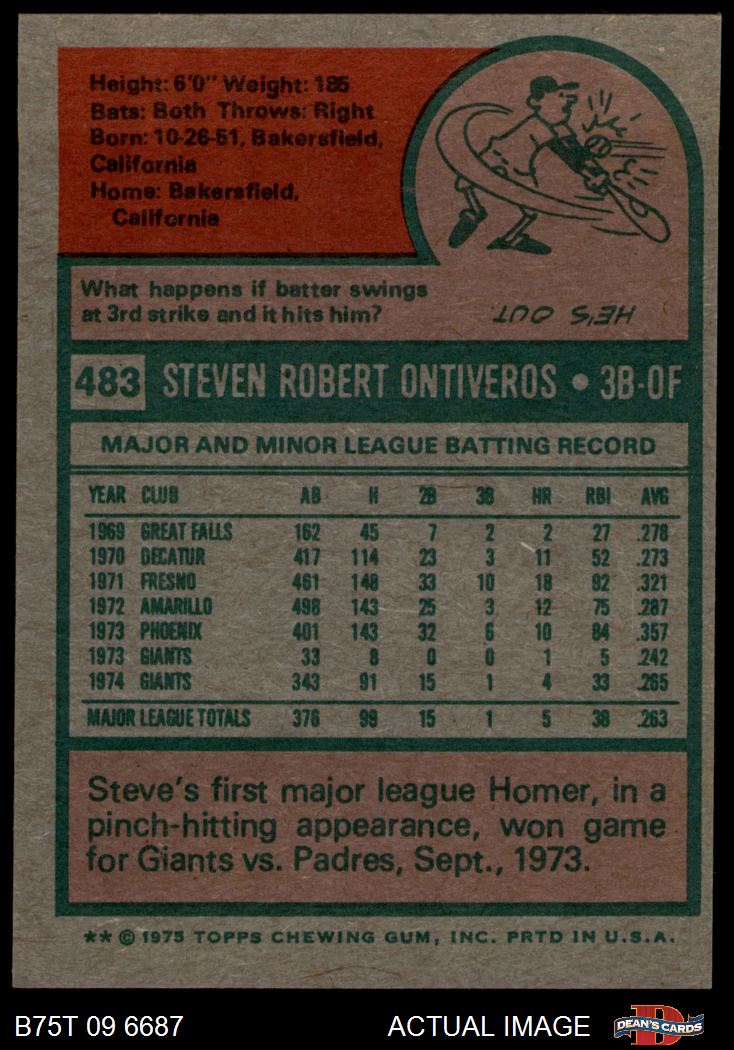 Height: 6'0" Weight: 185
Bats: Both Throws: Right
Born: 10-26-51, Bakersfield,
California
Home: Bakersfield,
California
What happens if batter swings
at 3rd strike and it hits him?
HE'S OUT
483 STEVEN ROBERT ONTIVEROS • 3B-OF
MAJOR AND MINOR LEAGUE BATTING RECORD
YEAR CLUB AB H 2B 3B HR RBI AVG
1969 GREAT FALLS 162 45 7 2 2 27 .278
1970 DECATUR 417 114 23 3 11 52 .273
1971 FRESNO 461 148 33 10 18 92 .321
1972 AMARILLO 498 143 25 3 12 75 .287
1973 PHOENIX 401 143 32 6 10 84 .357
1973 GIANTS 33 8 0 0 1 5 .242
1974 GIANTS 343 91 15 1 4 33 .265
MAJOR LEAGUE TOTALS 376 99 15 1 5 38 .263
Steve's first major league Homer, in a
pinch-hitting appearance, won game
for Giants vs. Padres, Sept., 1973.
** © 1975 TOPPS CHEWING GUM, INC. PRTD IN U.S.A.
B75T 09 6687 ACTUAL IMAGE D DEAN'S CARDS